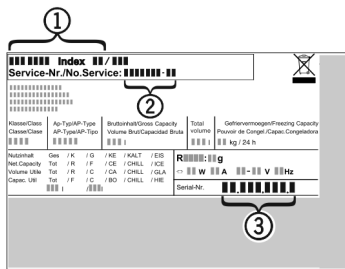 1
Index /
Service-Nr./No.Service: -
2
Klasse/Class Ap-Typ/AP-Type Bruttoinhalt/Gross Capacity Total Gefriervermoegen/Freezing Capacity
Classe/Classe AP-Type/AP-Tipo Volume Brut/Capacidad Bruta volume Pouvoir de Congel./Capac.Congeladora
l l kg / 24 h
Nutzinhalt Ges / K / G / KE / KALT / EIS
Net.Capacity Tot / R / F / CE / CHILL / ICE
Volume Utile Tot / R / C / CA / CHILL / GLA
Capac. Util Tot / F / C / BO / CHILL / HIE
l / l
R : g
W A - V Hz
Serial-Nr. . . .
3